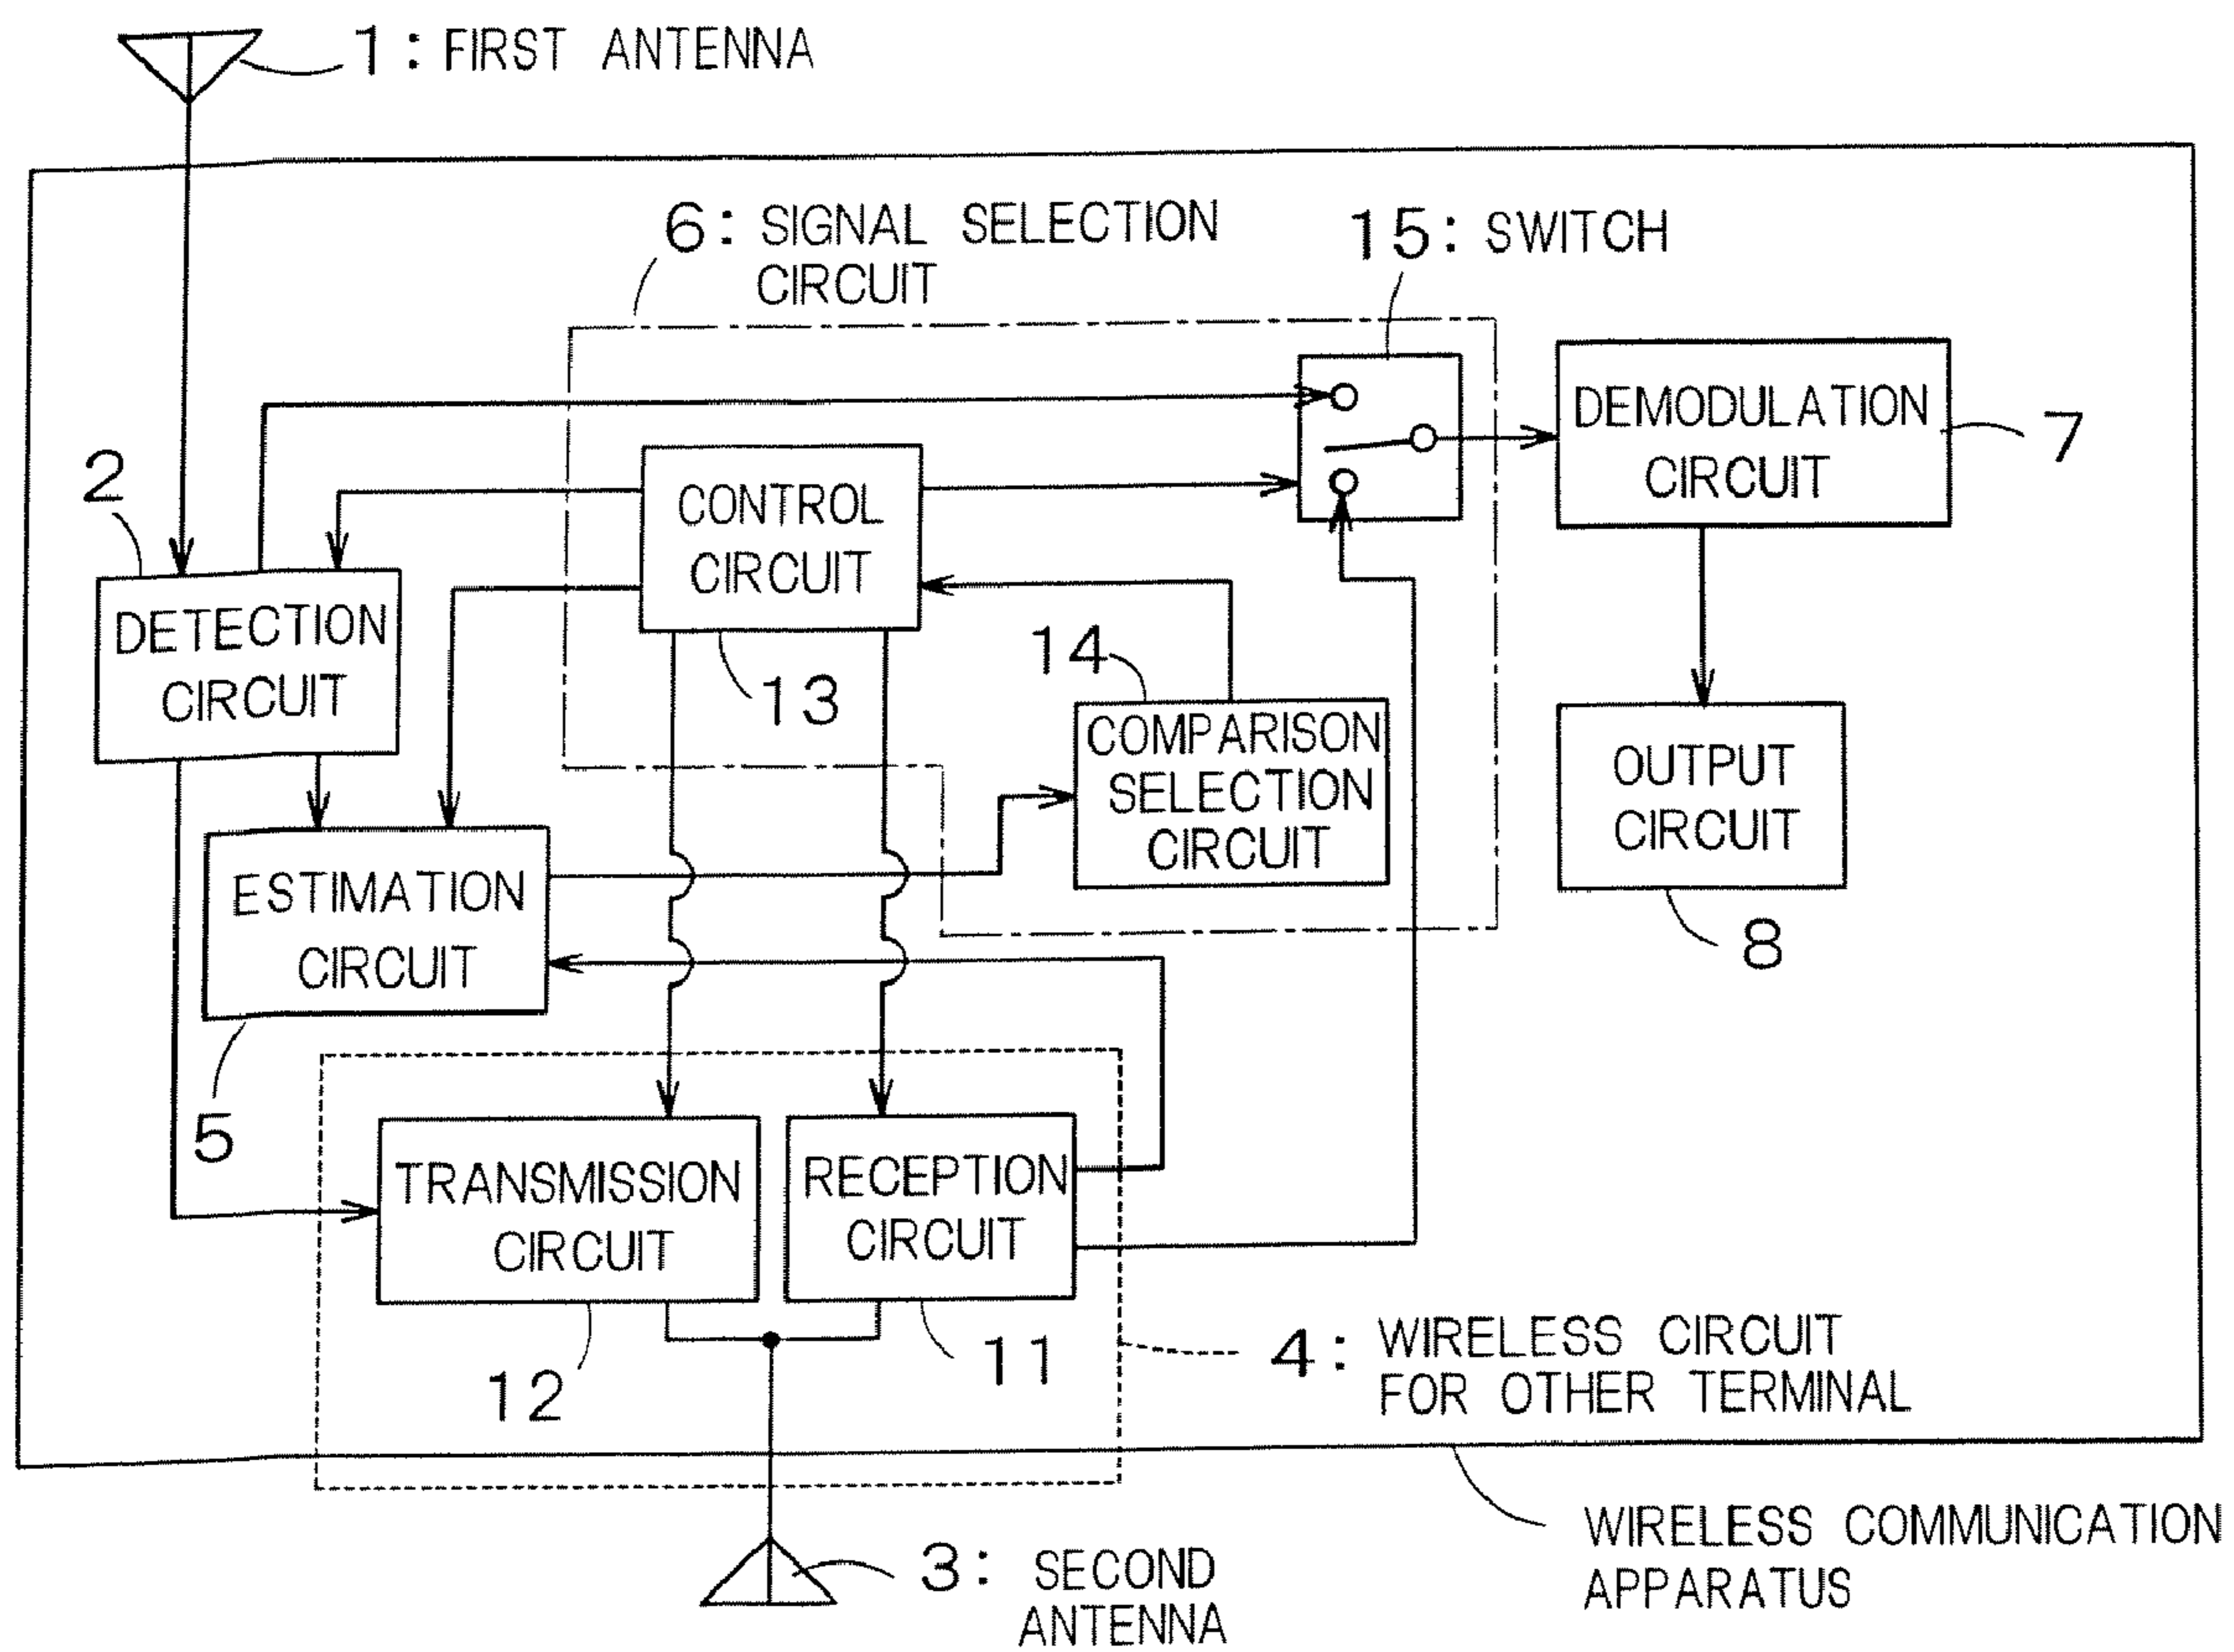 1: FIRST ANTENNA
6: SIGNAL SELECTION
CIRCUIT
15: SWITCH
DEMODULATION
CIRCUIT
7
2
CONTROL
CIRCUIT
13
DETECTION
CIRCUIT
14
COMPARISON
SELECTION
CIRCUIT
OUTPUT
CIRCUIT
8
ESTIMATION
CIRCUIT
5
TRANSMISSION
CIRCUIT
12
RECEPTION
CIRCUIT
11
4: WIRELESS CIRCUIT
FOR OTHER TERMINAL
3: SECOND
ANTENNA
WIRELESS COMMUNICATION
APPARATUS